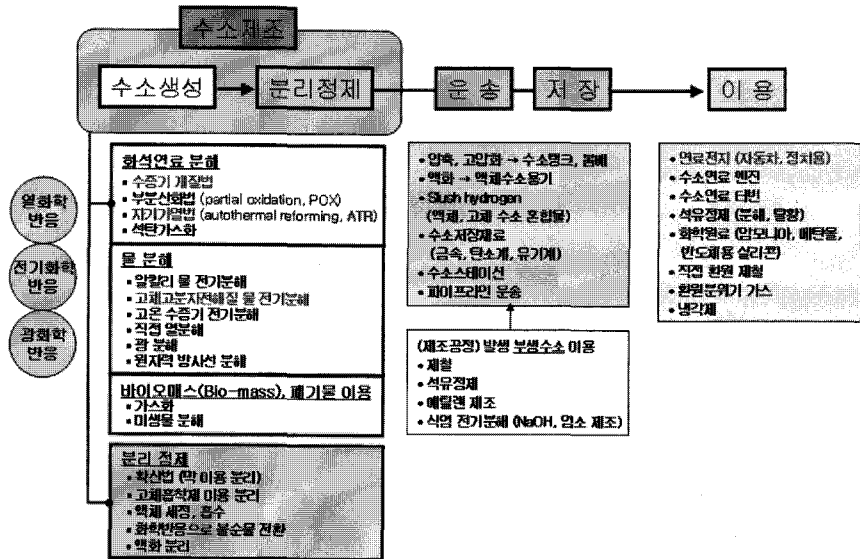 수소제조
수소생성
분리정제
운 송
저 장
이 용
열화학
반응
전기화학
반응
광화학
반응
화석연료 분해
• 수증기 개질법
• 부분산화법 (partial oxidation, POX)
• 자기가열법 (autothermal reforming, ATR)
• 석탄가스화
물 분해
• 알칼리 물 전기분해
• 고체고분자전해질 물 전기분해
• 고온 수증기 전기분해
• 직접 열분해
• 광 분해
• 원자력 방사선 분해
바이오매스(Bio-mass), 폐기물 이용
• 가스화
• 미생물 분해
분리 정제
• 확산법 (막 이용 분리)
• 고체흡착제 이용 분리
• 액체 세정, 흡수
• 화학반응으로 불순물 전환
• 액화 분리
• 압축, 고압화 → 수소탱크, 봄베
• 액화 → 액체수소용기
• Slush hydrogen
(액체, 고체 수소 혼합물)
• 수소저장재료
(금속, 탄소계, 유기계)
• 수소스테이션
• 파이프라인 운송
(제조공정) 발생 부생수소 이용
• 제철
• 석유정제
• 에틸렌 제조
• 식염 전기분해 (NaOH, 염소 제조)
• 연료전지 (자동차, 정치용)
• 수소연료 엔진
• 수소연료 터빈
• 석유정제 (분해, 탈황)
• 화학원료 (암모니아, 메탄올,
반도체용 실리콘)
• 직접 환원 제철
• 환원분위기 가스
• 냉각제